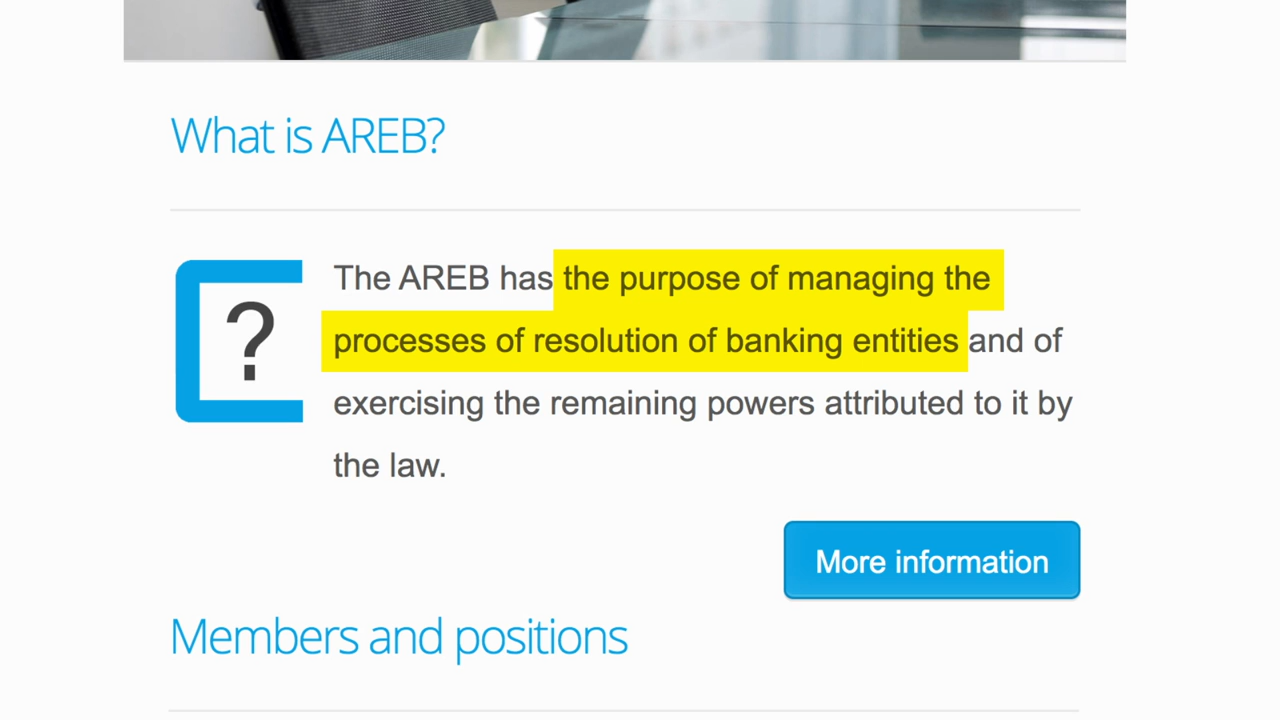 What is AREB?
?
The AREB has the purpose of managing the
processes of resolution of banking entities and of
exercising the remaining powers attributed to it by
the law.
More information
Members and positions